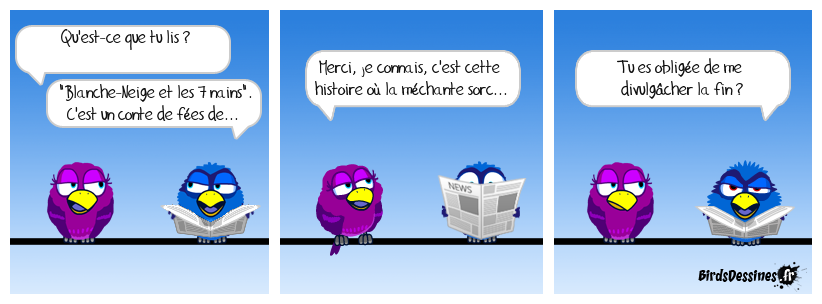 Qu'est-ce que tu lis ?
"Blanche-Neige et les 7 nains".
C'est un conte de fées de...
Merci, je connais, c'est cette
histoire où la méchante sorc...
NEWS
Tu es obligée de me
divulgâcher la fin ?
BirdsDessines.fr